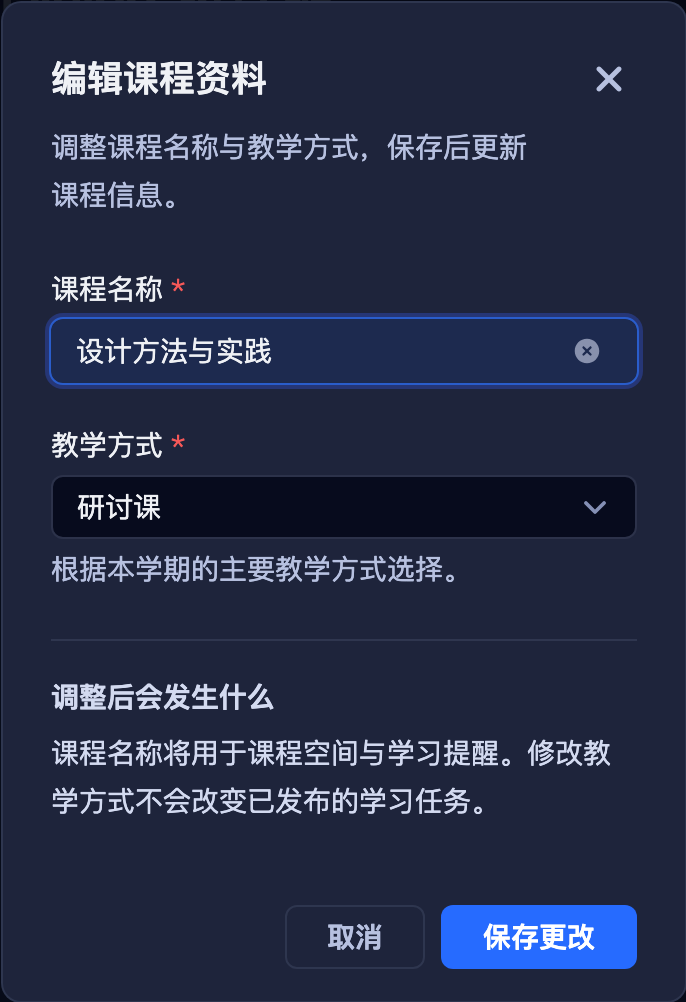 编辑课程资料
调整课程名称与教学方式，保存后更新
课程信息。
课程名称 *
设计方法与实践
教学方式 *
研讨课
根据本学期的主要教学方式选择。
调整后会发生什么
课程名称将用于课程空间与学习提醒。修改教
学方式不会改变已发布的学习任务。
取消
保存更改